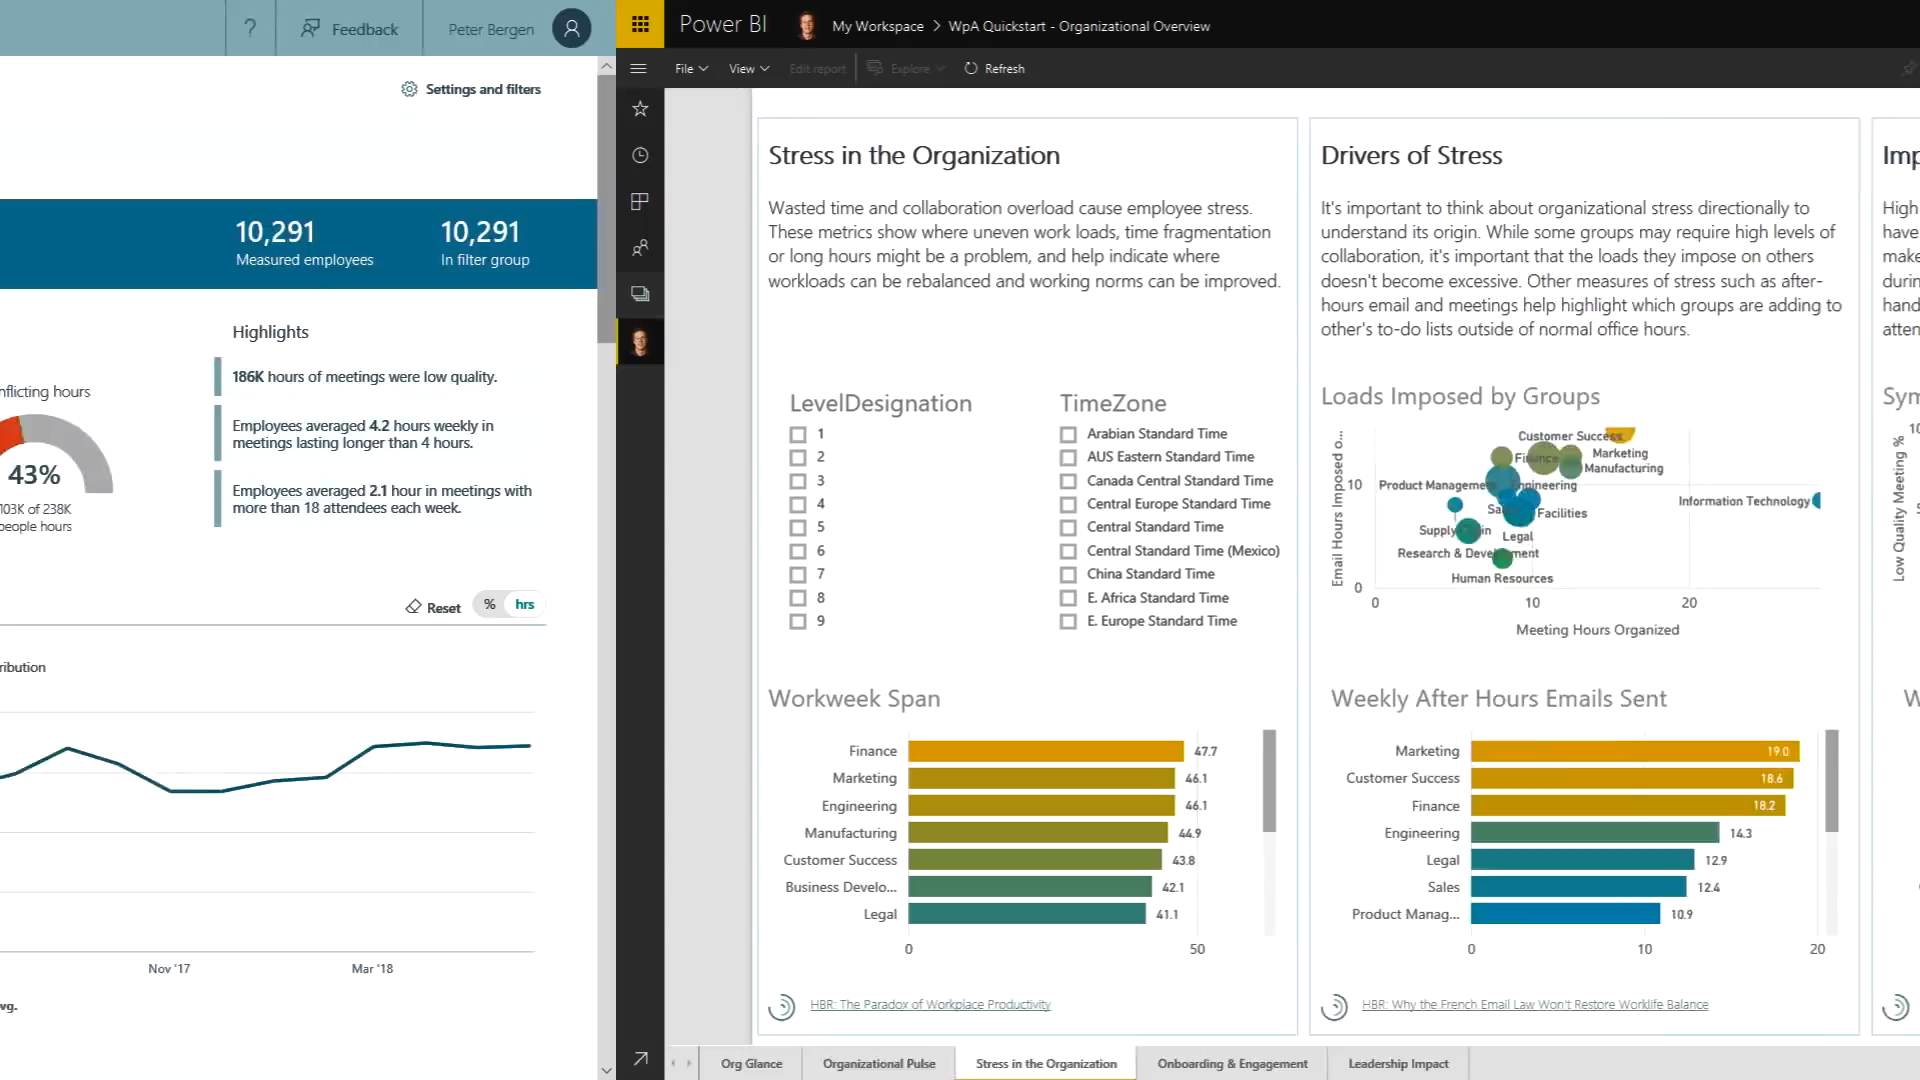 ?
Feedback
Peter Bergen
Settings and filters
10,291
Measured employees
10,291
In filter group
Highlights
186K hours of meetings were low quality.
Employees averaged 4.2 hours weekly in
meetings lasting longer than 4 hours.
Employees averaged 2.1 hour in meetings with
more than 18 attendees each week.
nflicting hours
43%
103K of 238K
people hours
Reset
%
hrs
ribution
Nov '17
Mar '18
vg.
Power BI
My Workspace > WpA Quickstart - Organizational Overview
File
View
Edit report
Explore
Refresh
Stress in the Organization
Wasted time and collaboration overload cause employee stress.
These metrics show where uneven work loads, time fragmentation
or long hours might be a problem, and help indicate where
workloads can be rebalanced and working norms can be improved.
LevelDesignation
1
2
3
4
5
6
7
8
9
TimeZone
Arabian Standard Time
AUS Eastern Standard Time
Canada Central Standard Time
Central Europe Standard Time
Central Standard Time
Central Standard Time (Mexico)
China Standard Time
E. Africa Standard Time
E. Europe Standard Time
Workweek Span
Finance 47.7
Marketing 46.1
Engineering 46.1
Manufacturing 44.9
Customer Success 43.8
Business Develo... 42.1
Legal 41.1
0 50
HBR: The Paradox of Workplace Productivity
Drivers of Stress
It's important to think about organizational stress directionally to
understand its origin. While some groups may require high levels of
collaboration, it's important that the loads they impose on others
doesn't become excessive. Other measures of stress such as after-
hours email and meetings help highlight which groups are adding to
other's to-do lists outside of normal office hours.
Loads Imposed by Groups
Email Hours Imposed o...
10
0
Customer Success
Marketing
Finance
Manufacturing
Product Management
Engineering
Information Technology
Facilities
Supply Chain
Legal
Research & Development
Human Resources
0 10 20
Meeting Hours Organized
Weekly After Hours Emails Sent
Marketing 19.0
Customer Success 18.6
Finance 18.2
Engineering 14.3
Legal 12.9
Sales 12.4
Product Manag... 10.9
0 10 20
HBR: Why the French Email Law Won't Restore Worklife Balance
Imp
High
have
make
durin
hand
atten
Sym
Low Quality Meeting %
10
5
W
Org Glance
Organizational Pulse
Stress in the Organization
Onboarding & Engagement
Leadership Impact